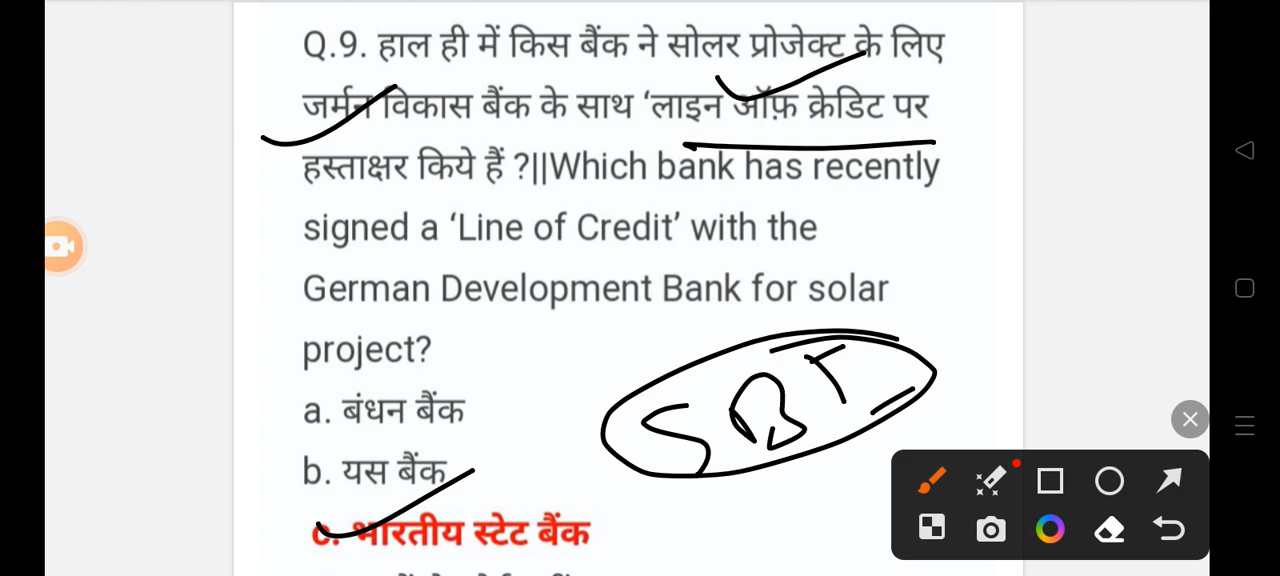 Q.9. हाल ही में किस बैंक ने सोलर प्रोजेक्ट के लिए
जर्मन विकास बैंक के साथ ‘लाइन ऑफ़ क्रेडिट पर
हस्ताक्षर किये हैं ?||Which bank has recently
signed a ‘Line of Credit’ with the
German Development Bank for solar
project?
a. बंधन बैंक
SBI
b. यस बैंक
c. भारतीय स्टेट बैंक